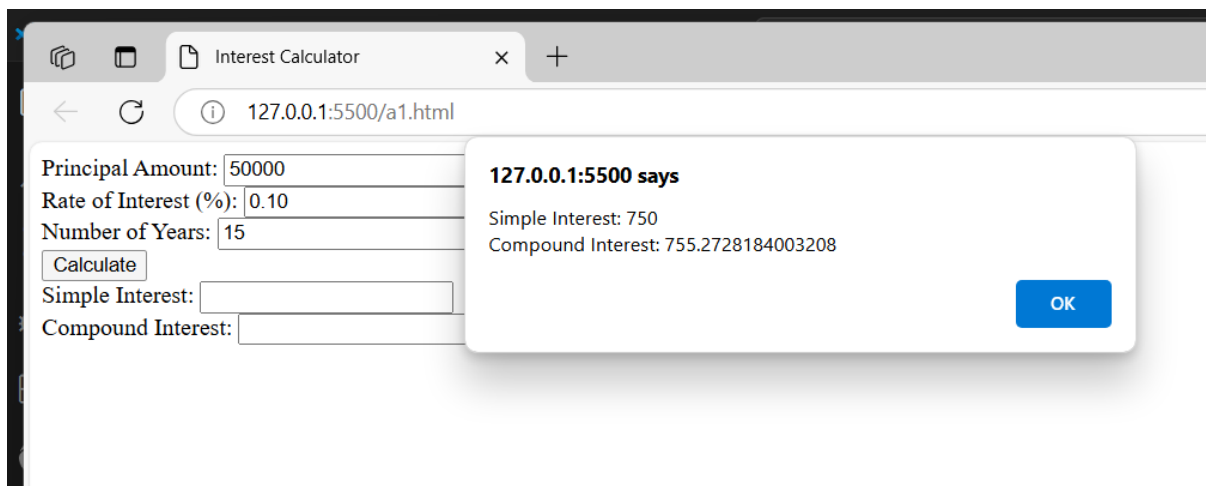 Interest Calculator
127.0.0.1:5500/a1.html
Principal Amount: 50000
Rate of Interest (%): 0.10
Number of Years: 15
Calculate
Simple Interest:
Compound Interest:
127.0.0.1:5500 says
Simple Interest: 750
Compound Interest: 755.2728184003208
OK